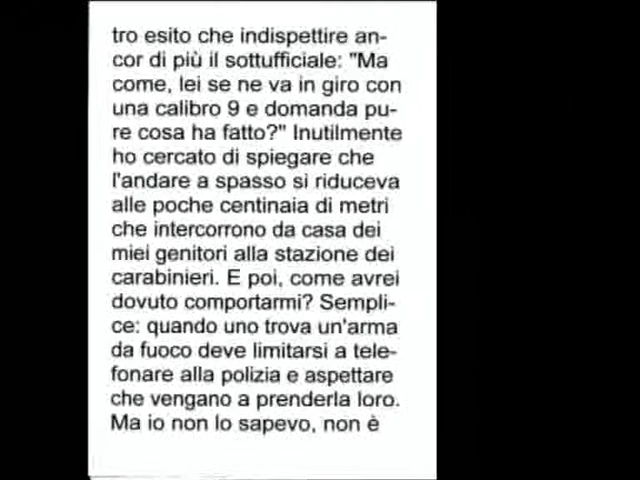 tro esito che indispettire an-
cor di più il sottufficiale: "Ma
come, lei se ne va in giro con
una calibro 9 e domanda pu-
re cosa ha fatto?" Inutilmente
ho cercato di spiegare che
l'andare a spasso si riduceva
alle poche centinaia di metri
che intercorrono da casa dei
miei genitori alla stazione dei
carabinieri. E poi, come avrei
dovuto comportarmi? Sempli-
ce: quando uno trova un'arma
da fuoco deve limitarsi a tele-
fonare alla polizia e aspettare
che vengano a prenderla loro.
Ma io non lo sapevo, non è